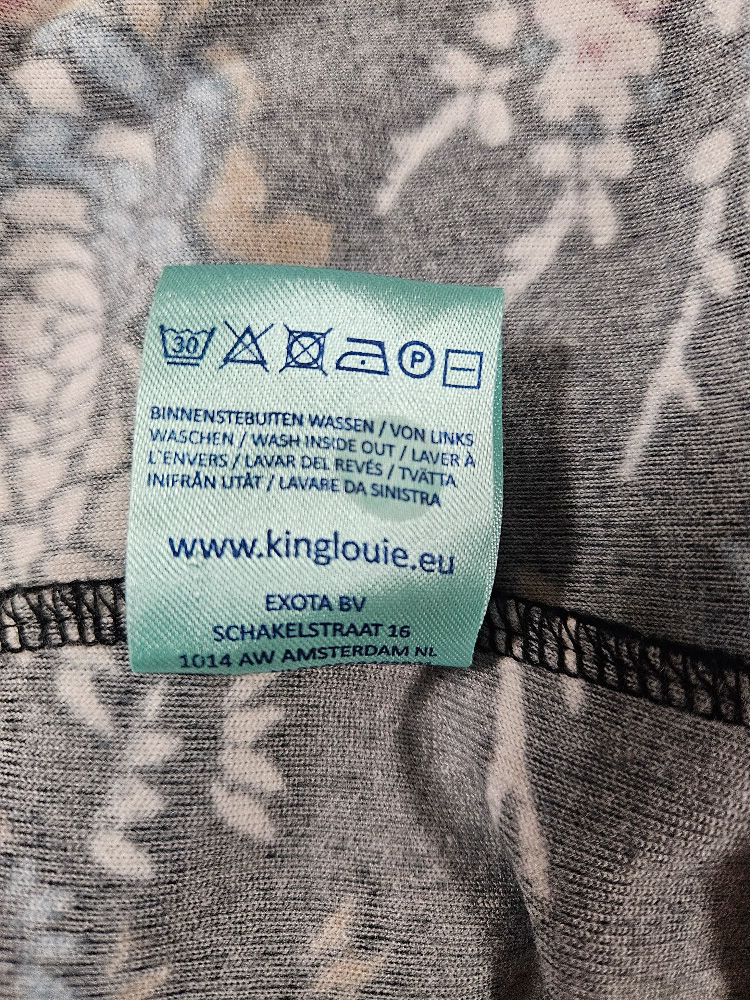 30 P
BINNENSTEBUITEN WASSEN / VON LINKS
WASCHEN / WASH INSIDE OUT / LAVER À
L`ENVERS / LAVAR DEL REVÉS / TVÄTTA
INIFRÅN UTÅT / LAVARE DA SINISTRA
www.kinglouie.eu
EXOTA BV
SCHAKELSTRAAT 16
1014 AW AMSTERDAM NL